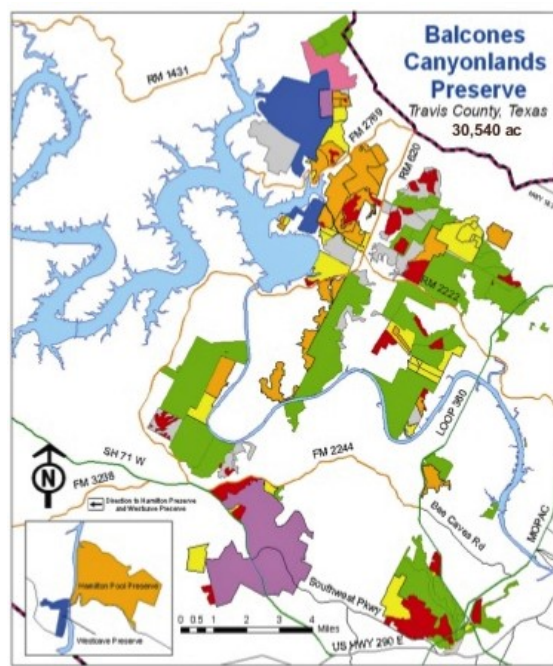 Balcones
Canyonlands
Preserve
Travis County, Texas
30,540 ac
RM 1431
FM 2769
RM 620
RM 2222
LOOP 360
SH 71 W
FM 2244
FM 3238
N
Direction to Hamilton Preserve
and Westcave Preserve
Bee Caves Rd
MOPAC
Hamilton Pool Preserve
Westcave Preserve
Southwest Pkwy
0 0.5 1 2 3 4
Miles
US HWY 290 E